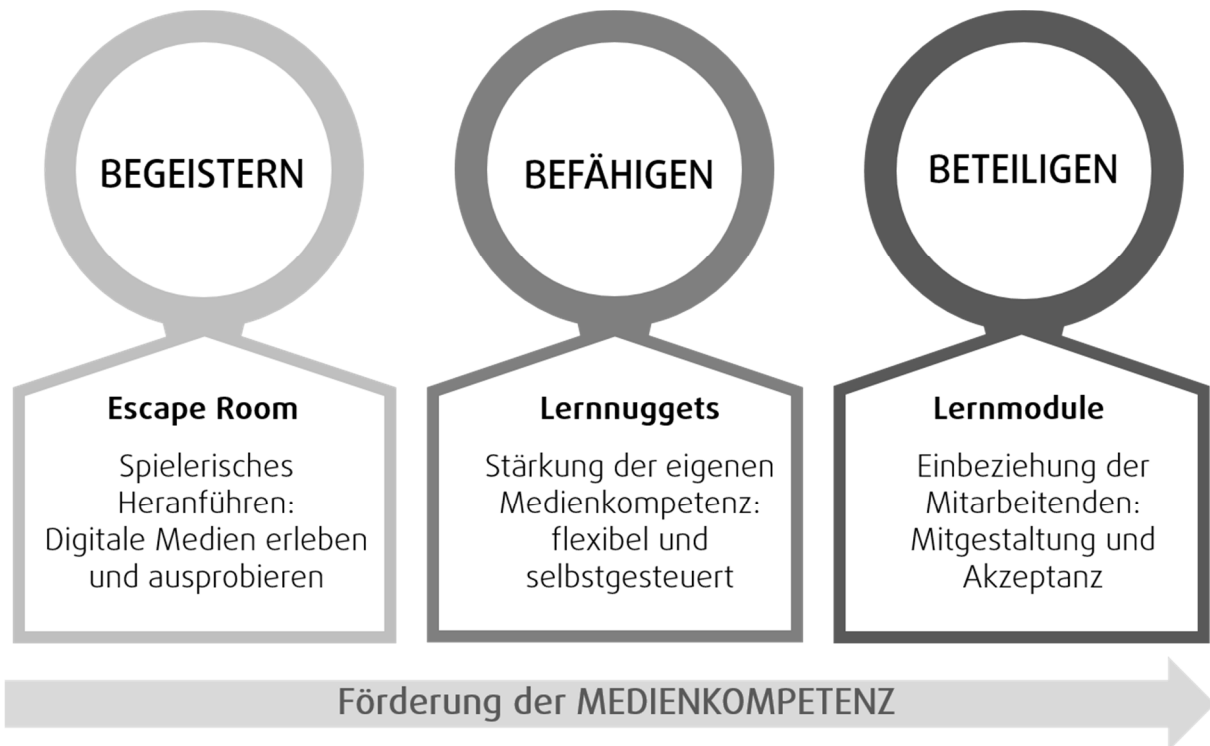 BEGEISTERN
Escape Room
Spielerisches
Heranführen:
Digitale Medien erleben
und ausprobieren
BEFÄHIGEN
Lernnuggets
Stärkung der eigenen
Medienkompetenz:
flexibel und
selbstgesteuert
BETEILIGEN
Lernmodule
Einbeziehung der
Mitarbeitenden:
Mitgestaltung und
Akzeptanz
Förderung der MEDIENKOMPETENZ